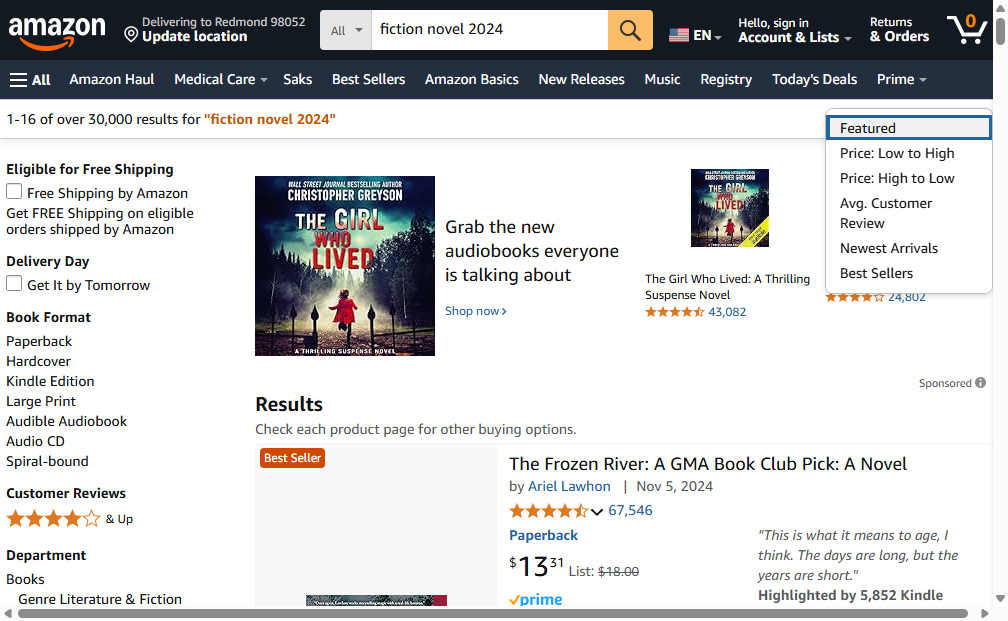 amazon
Delivering to Redmond 98052
Update location
All
fiction novel 2024
EN
Hello, sign in
Account & Lists
Returns
& Orders
0
All
Amazon Haul
Medical Care
Saks
Best Sellers
Amazon Basics
New Releases
Music
Registry
Today's Deals
Prime
1-16 of over 30,000 results for "fiction novel 2024"
Featured
Price: Low to High
Price: High to Low
Avg. Customer
Review
Newest Arrivals
Best Sellers
Eligible for Free Shipping
Free Shipping by Amazon
Get FREE Shipping on eligible
orders shipped by Amazon
Delivery Day
Get It by Tomorrow
Book Format
Paperback
Hardcover
Kindle Edition
Large Print
Audible Audiobook
Audio CD
Spiral-bound
Customer Reviews
& Up
Department
Books
Genre Literature & Fiction
WALL STREET JOURNAL BESTSELLING AUTHOR
CHRISTOPHER GREYSON
THE GIRL
WHO
LIVED
A THRILLING SUSPENSE NOVEL
Grab the new
audiobooks everyone
is talking about
Shop now
CHRISTOPHER GREYSON
THE GIRL
WHO
LIVED
The Girl Who Lived: A Thrilling
Suspense Novel
43,082
24,802
Sponsored
Results
Check each product page for other buying options.
Best Seller
The Frozen River: A GMA Book Club Pick: A Novel
by Ariel Lawhon | Nov 5, 2024
67,546
Paperback
$13.31 List: $18.00
prime
"This is what it means to age, I
think. The days are long, but the
years are short."
Highlighted by 5,852 Kindle